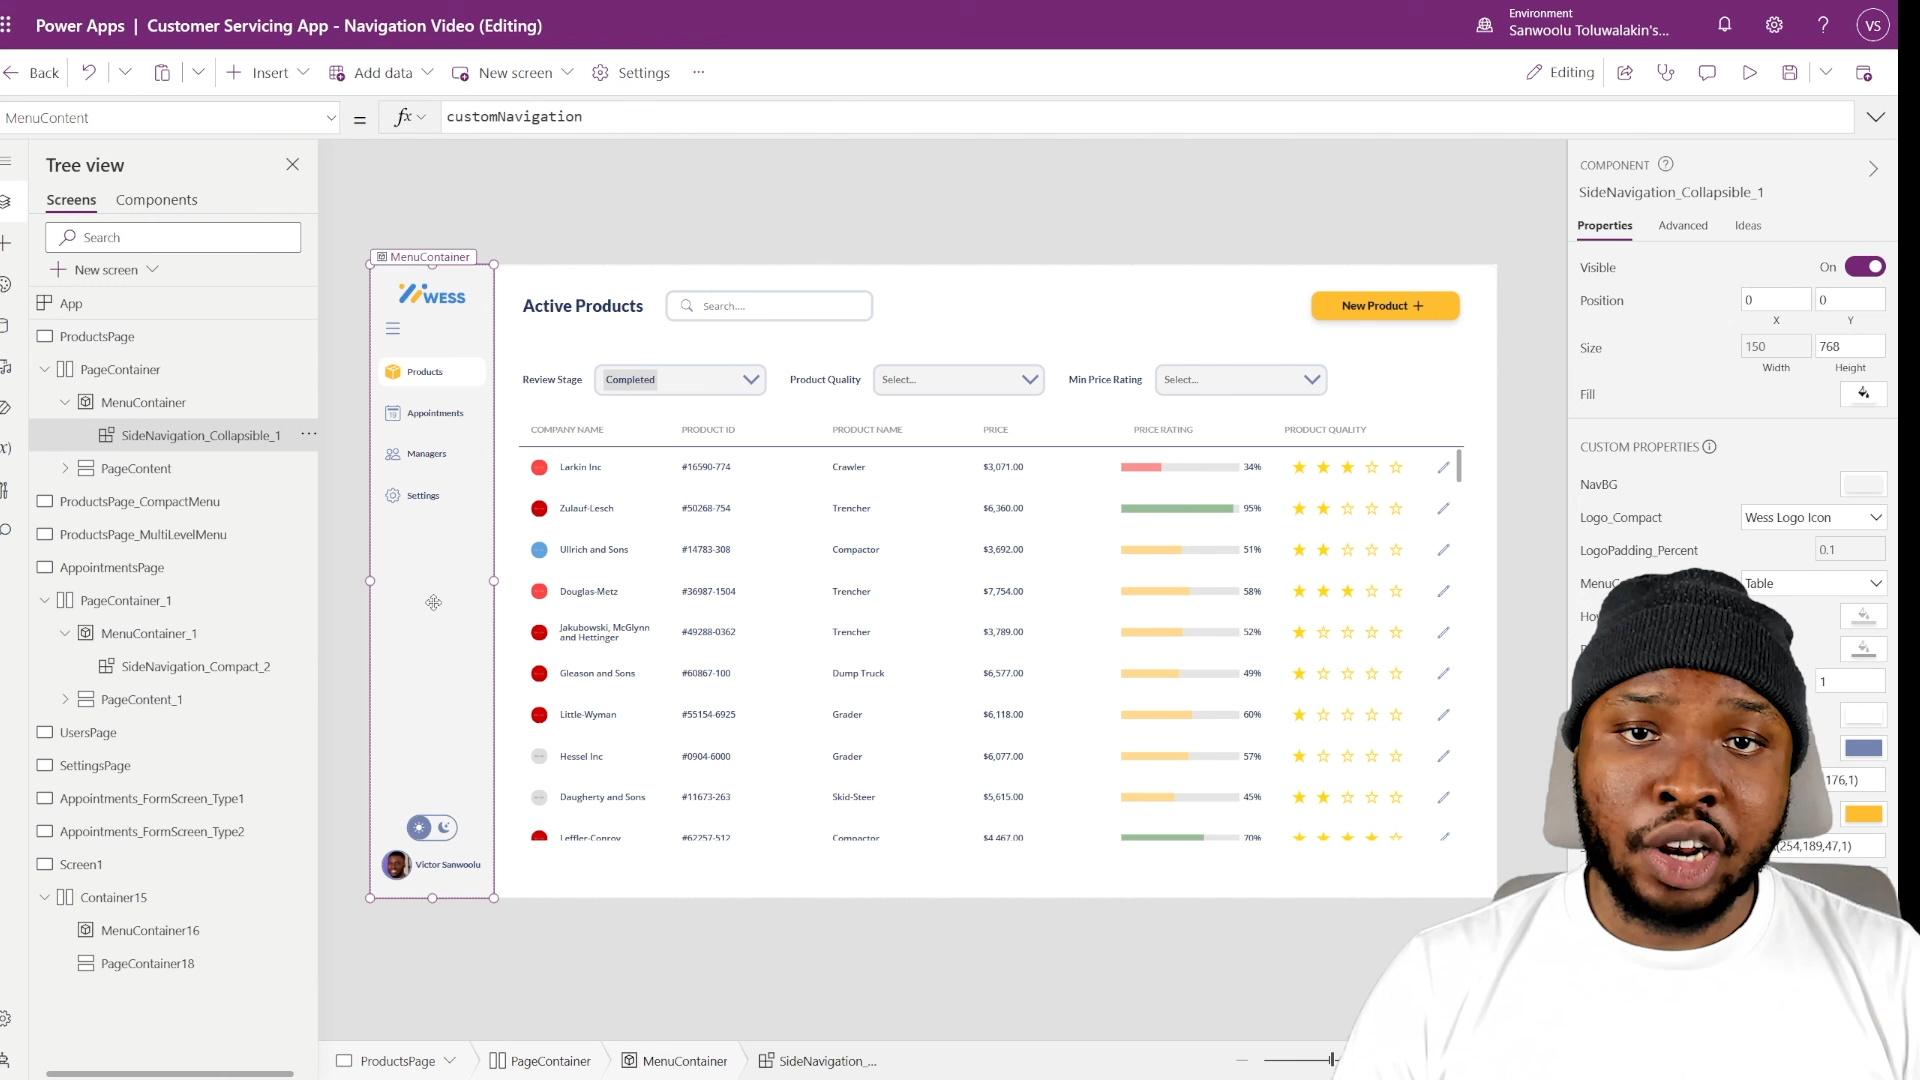 Power Apps | Customer Servicing App - Navigation Video (Editing)
Environment
Sanwoolu Toluwalakin's...
VS
Back
Insert
Add data
New screen
Settings
Editing
MenuContent
=
fx
customNavigation
Tree view
Screens
Components
Search
New screen
App
ProductsPage
PageContainer
MenuContainer
SideNavigation_Collapsible_1
PageContent
ProductsPage_CompactMenu
ProductsPage_MultiLevelMenu
AppointmentsPage
PageContainer_1
MenuContainer_1
SideNavigation_Compact_2
PageContent_1
UsersPage
SettingsPage
Appointments_FormScreen_Type1
Appointments_FormScreen_Type2
Screen1
Container15
MenuContainer16
PageContainer18
MenuContainer
WESS
Products
Appointments
Managers
Settings
Victor Sanwoolu
Active Products
Search....
New Product +
Review Stage
Completed
Product Quality
Select...
Min Price Rating
Select...
COMPANY NAME PRODUCT ID PRODUCT NAME PRICE PRICE RATING PRODUCT QUALITY
Larkin Inc #16590-774 Crawler $3,071.00 34%
Zulauf-Lesch #50268-754 Trencher $6,360.00 95%
Ullrich and Sons #14783-308 Compactor $3,692.00 51%
Douglas-Metz #36987-1504 Trencher $7,754.00 58%
Jakubowski, McGlynn
and Hettinger #49288-0362 Trencher $3,789.00 52%
Gleason and Sons #60867-100 Dump Truck $6,577.00 49%
Little-Wyman #55154-6925 Grader $6,118.00 60%
Hessel Inc #0904-6000 Grader $6,077.00 57%
Daugherty and Sons #11673-263 Skid-Steer $5,615.00 45%
Leffler-Conroy #62257-512 Compactor $4,467.00 70%
ProductsPage
PageContainer
MenuContainer
SideNavigation_...
COMPONENT
SideNavigation_Collapsible_1
Properties
Advanced
Ideas
Visible
On
Position
0
0
X
Y
Size
150
768
Width
Height
Fill
CUSTOM PROPERTIES
NavBG
Logo_Compact
Wess Logo Icon
LogoPadding_Percent
0.1
Table
1
176,1)
(254,189,47,1)